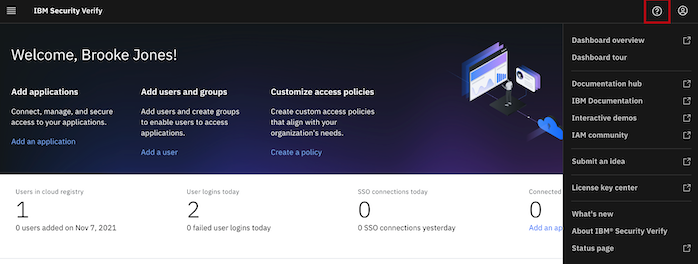 IBM Security Verify
Welcome, Brooke Jones!
Add applications
Connect, manage, and secure
access to your applications.
Add an application
Add users and groups
Add users and create groups
to enable users to access
applications.
Add a user
Customize access policies
Create custom access policies
that align with your
organization's needs.
Create a policy
Users in cloud registry
1
0 users added on Nov 7, 2021
User logins today
2
0 failed user logins today
SSO connections today
0
0 SSO connections yesterday
Connected
0
Add an ap
Dashboard overview
Dashboard tour
Documentation hub
IBM Documentation
Interactive demos
IAM community
Submit an idea
License key center
What's new
About IBM® Security Verify
Status page